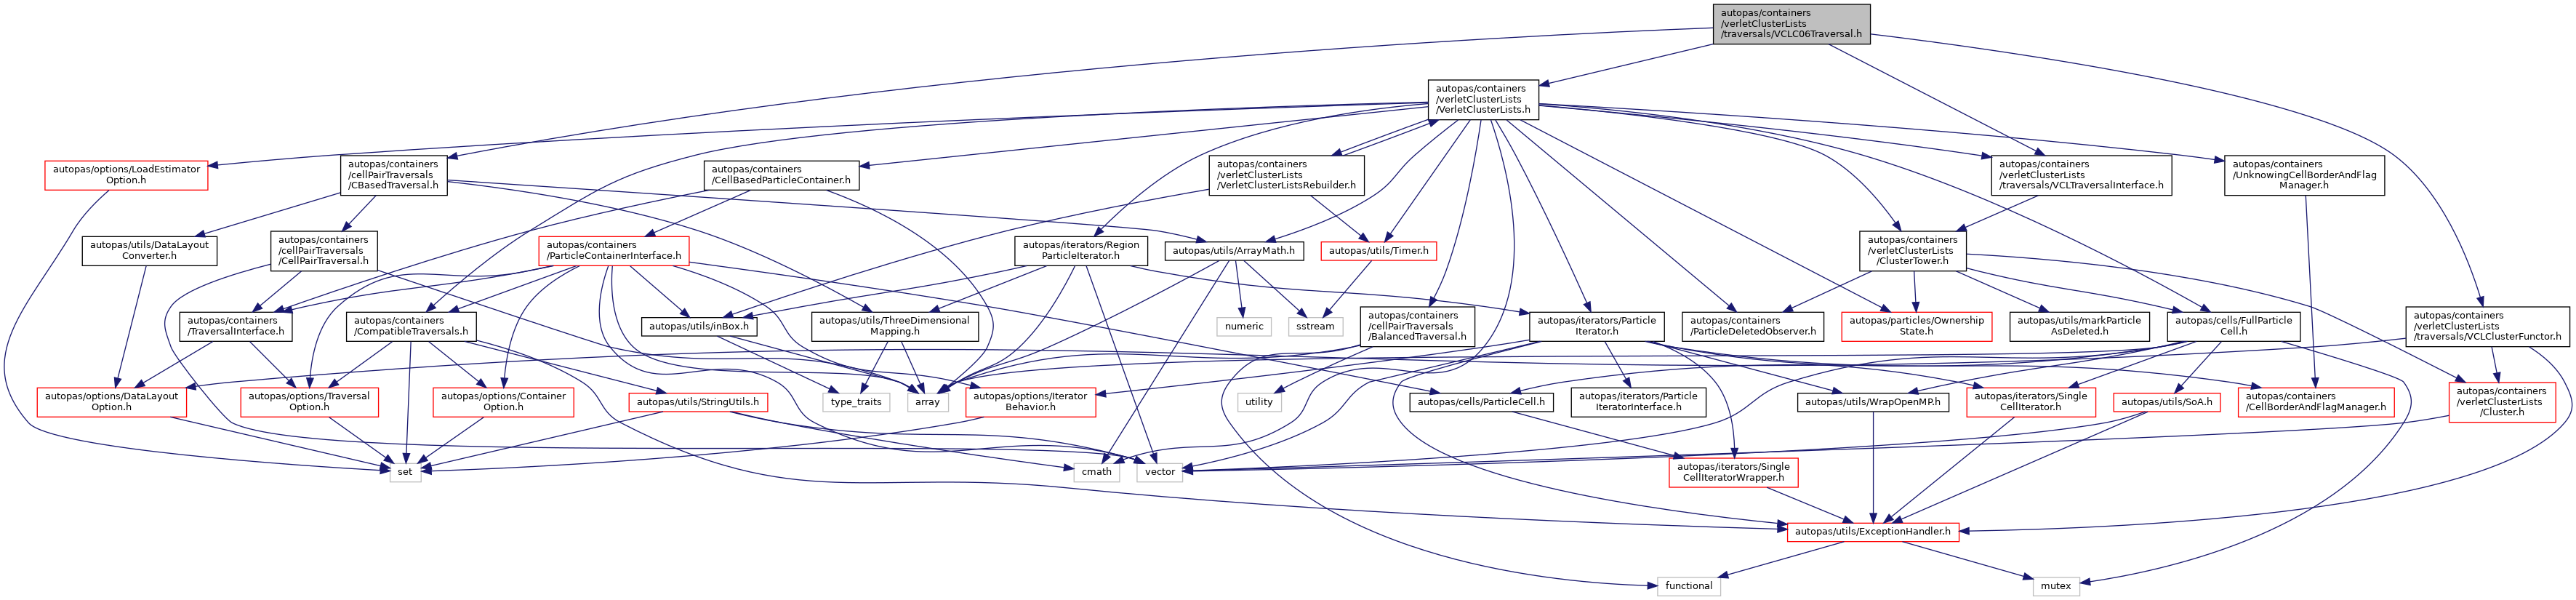 autopas/containers
/verletClusterLists
/traversals/VCLC06Traversal.h
autopas/containers
/verletClusterLists
/VerletClusterLists.h
autopas/options/LoadEstimator
Option.h
autopas/containers
/cellPairTraversals
/CBasedTraversal.h
autopas/containers
/CellBasedParticleContainer.h
autopas/containers
/verletClusterLists
/VerletClusterListsRebuilder.h
autopas/containers
/verletClusterLists
/traversals/VCLTraversalInterface.h
autopas/containers
/UnknowingCellBorderAndFlag
Manager.h
autopas/utils/DataLayout
Converter.h
autopas/containers
/cellPairTraversals
/CellPairTraversal.h
autopas/containers
/ParticleContainerInterface.h
autopas/iterators/Region
ParticleIterator.h
autopas/utils/ArrayMath.h
autopas/utils/Timer.h
autopas/containers
/verletClusterLists
/ClusterTower.h
autopas/containers
/TraversalInterface.h
autopas/containers
/CompatibleTraversals.h
autopas/utils/inBox.h
autopas/utils/ThreeDimensional
Mapping.h
numeric
sstream
autopas/containers
/cellPairTraversals
/BalancedTraversal.h
autopas/iterators/Particle
Iterator.h
autopas/containers
/ParticleDeletedObserver.h
autopas/particles/Ownership
State.h
autopas/utils/markParticle
AsDeleted.h
autopas/cells/FullParticle
Cell.h
autopas/containers
/verletClusterLists
/traversals/VCLClusterFunctor.h
autopas/options/DataLayout
Option.h
autopas/options/Traversal
Option.h
autopas/options/Container
Option.h
autopas/utils/StringUtils.h
type_traits
array
autopas/options/Iterator
Behavior.h
utility
autopas/cells/ParticleCell.h
autopas/iterators/Particle
IteratorInterface.h
autopas/utils/WrapOpenMP.h
autopas/iterators/Single
CellIterator.h
autopas/utils/SoA.h
autopas/containers
/CellBorderAndFlagManager.h
autopas/containers
/verletClusterLists
/Cluster.h
set
cmath
vector
autopas/iterators/Single
CellIteratorWrapper.h
autopas/utils/ExceptionHandler.h
functional
mutex